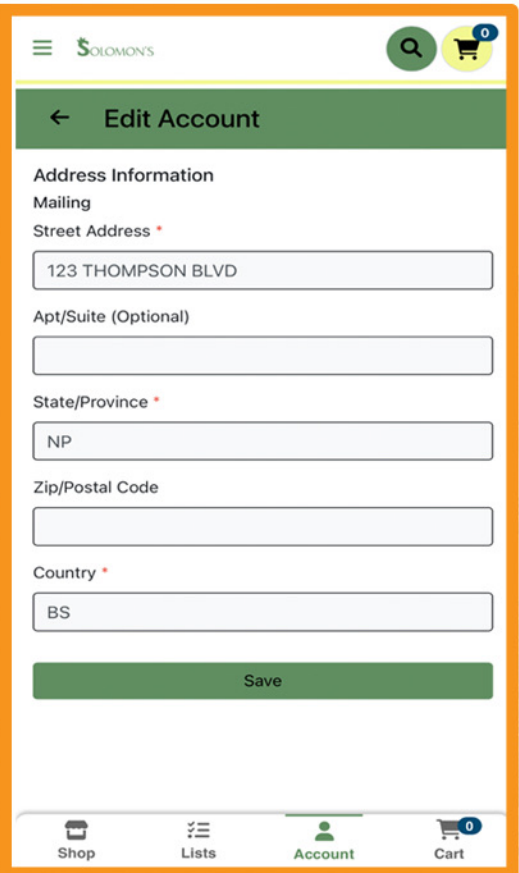 SOLOMON'S
0
Edit Account
Address Information
Mailing
Street Address *
123 THOMPSON BLVD
Apt/Suite (Optional)
State/Province *
NP
Zip/Postal Code
Country *
BS
Save
0
Shop Lists Account Cart